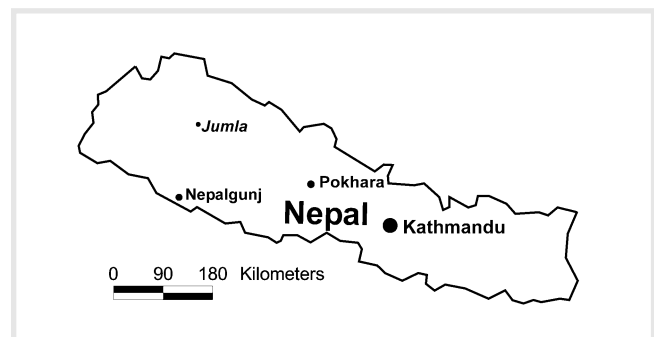 Jumla
Pokhara
Nepalgunj
Nepal
Kathmandu
0 90 180 Kilometers